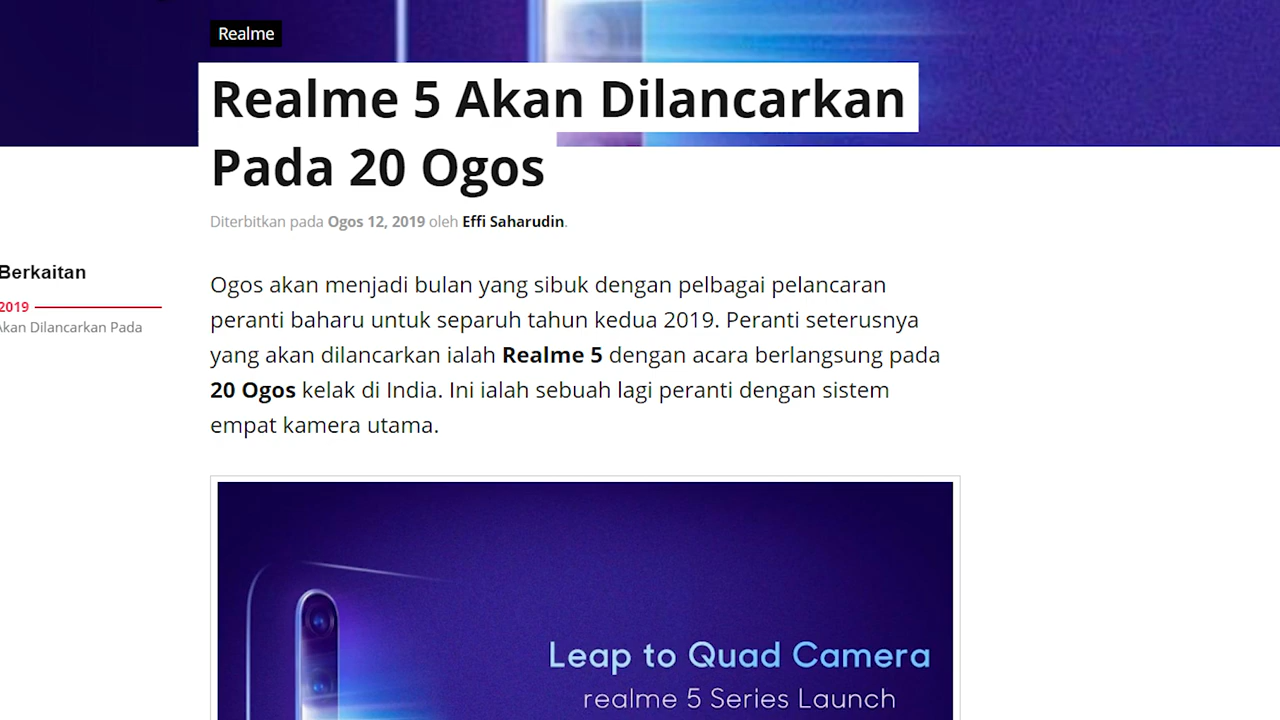 Realme
Realme 5 Akan Dilancarkan
Pada 20 Ogos
Diterbitkan pada Ogos 12, 2019 oleh Effi Saharudin.
Berkaitan
2019
Akan Dilancarkan Pada
Ogos akan menjadi bulan yang sibuk dengan pelbagai pelancaran
peranti baharu untuk separuh tahun kedua 2019. Peranti seterusnya
yang akan dilancarkan ialah Realme 5 dengan acara berlangsung pada
20 Ogos kelak di India. Ini ialah sebuah lagi peranti dengan sistem
empat kamera utama.
Leap to Quad Camera
realme 5 Series Launch